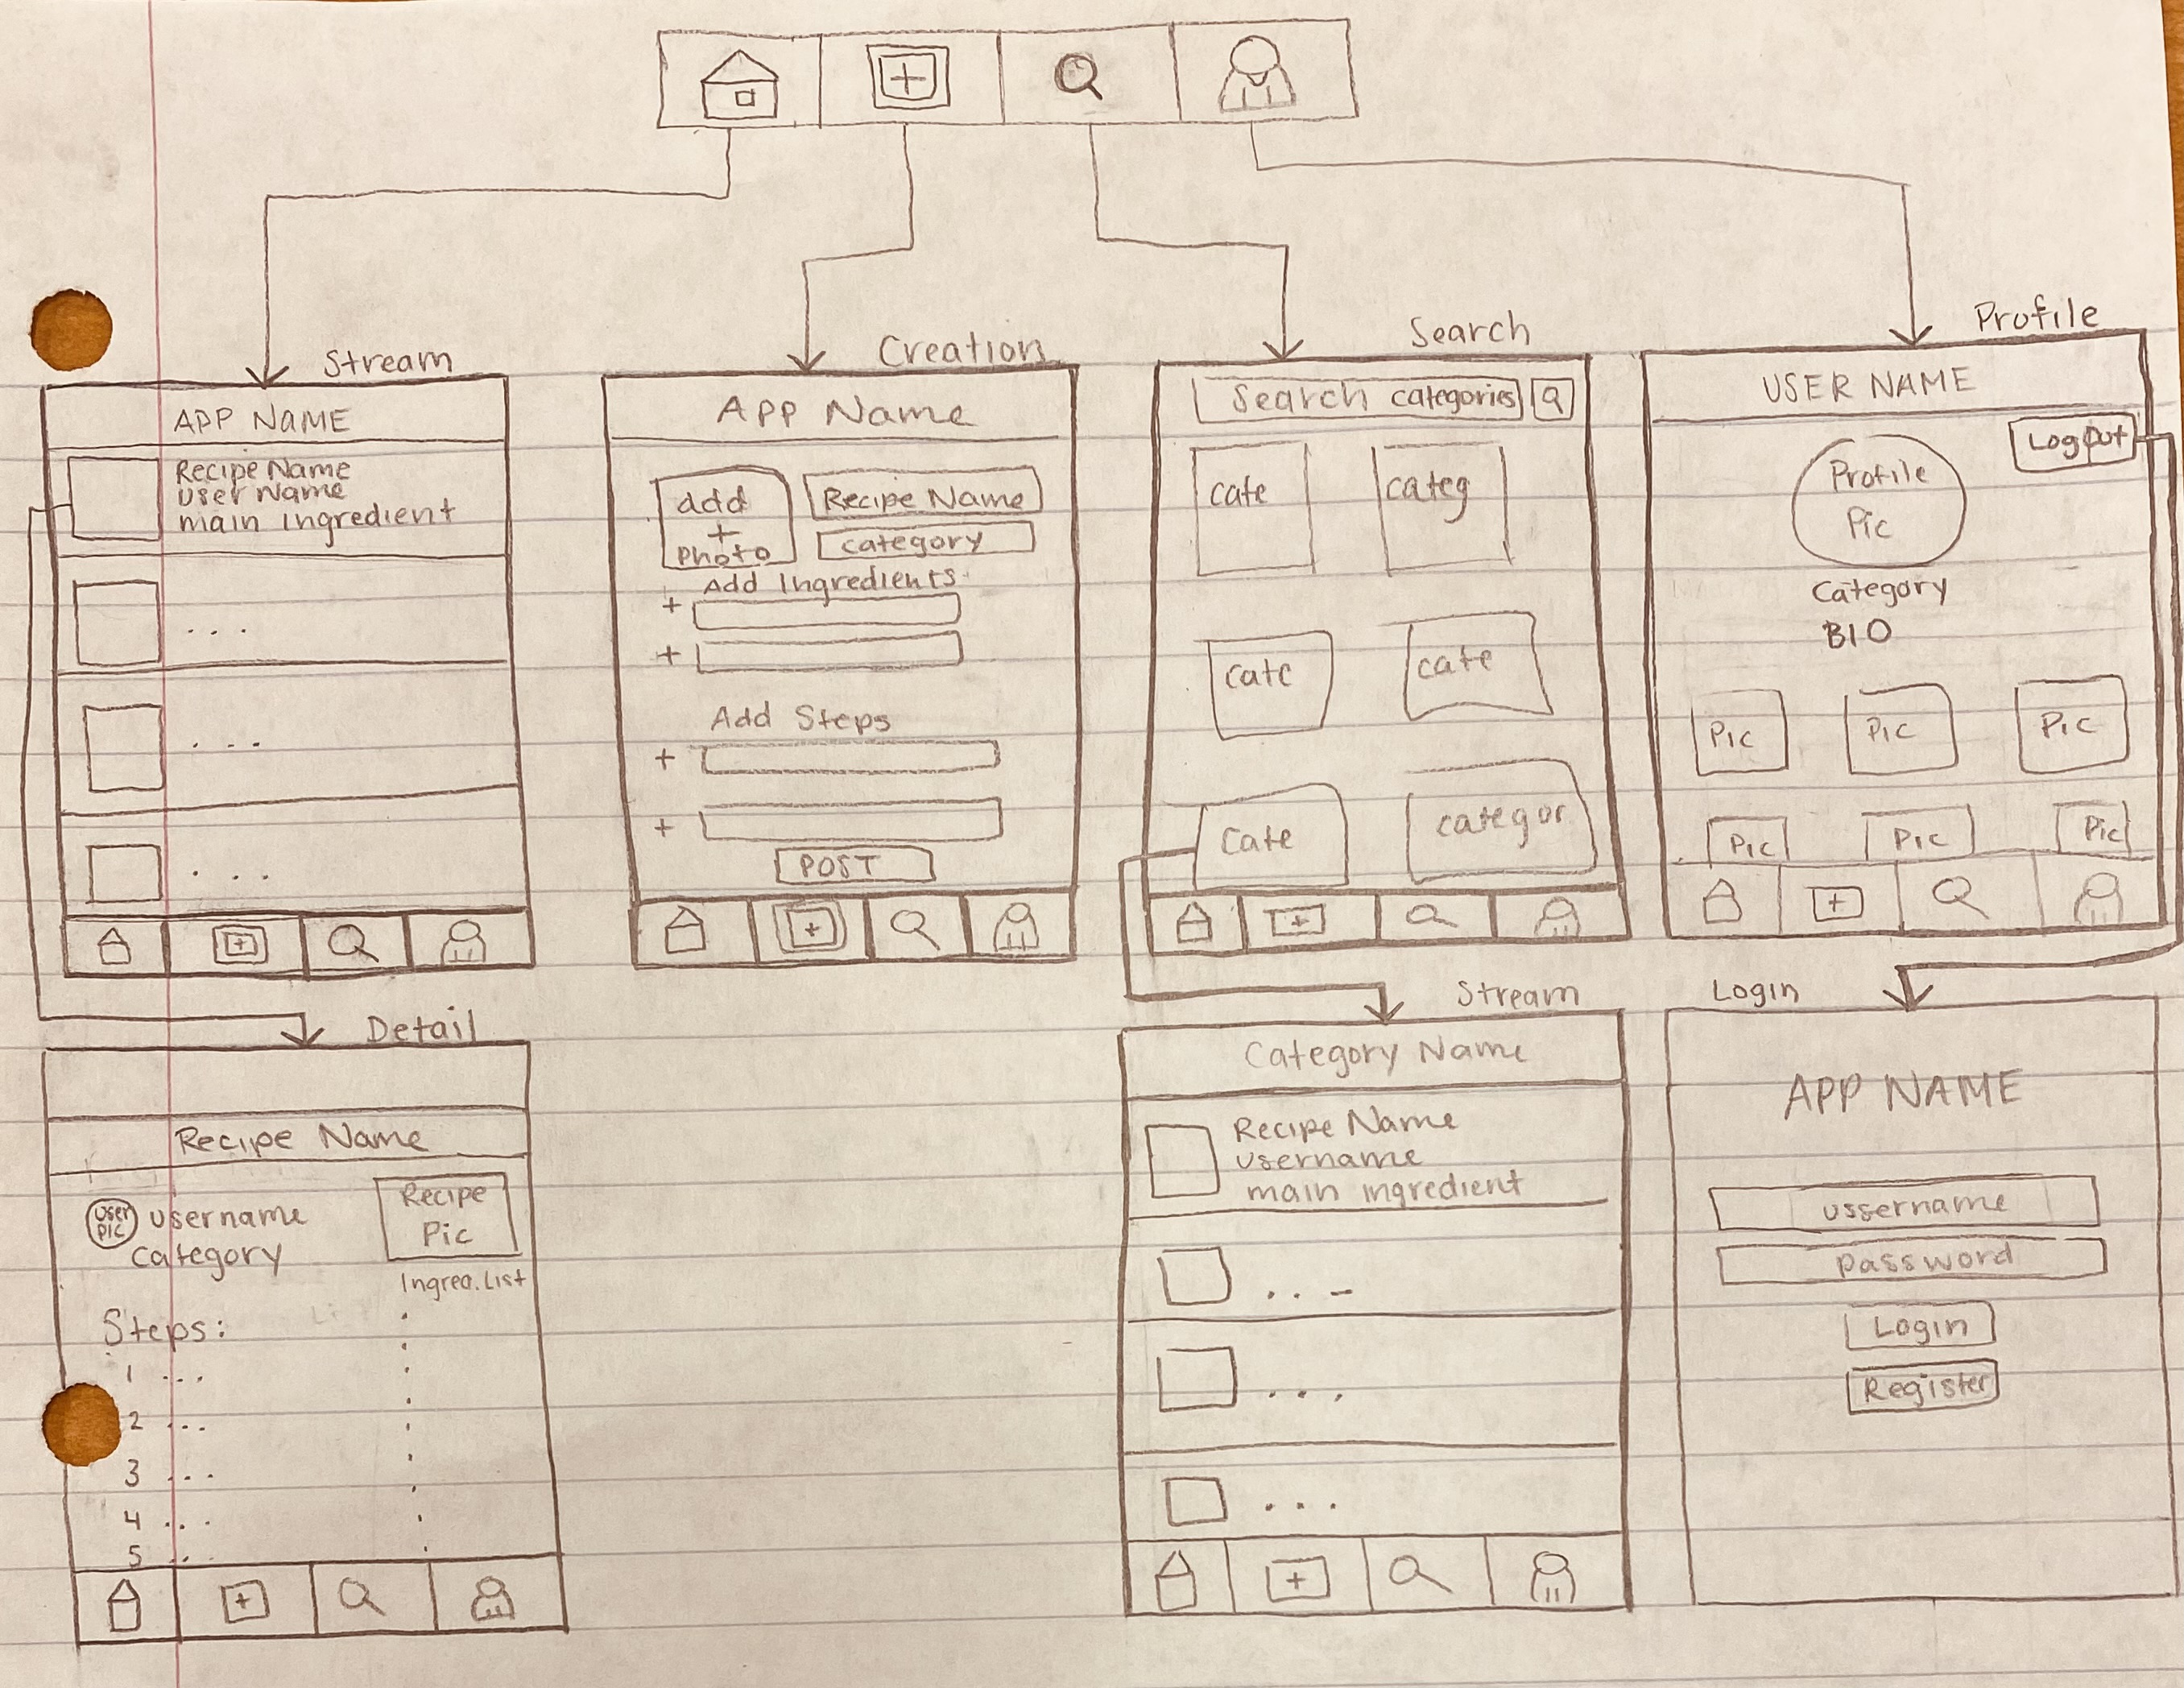 Stream
APP NAME
Recipe Name
user Name
main ingredient
...
...
...
Creation
App Name
add
+
Photo
Recipe Name
category
Add Ingredients
+
+
Add Steps
+
+
POST
Search
Search categories
cate
categ
cate
cate
cate
categor
Profile
USER NAME
Logout
Profile
Pic
Category
BIO
Pic
Pic
Pic
Pic
Pic
Pic
Detail
Recipe Name
User
Pic
username
category
Recipe
Pic
Ingred. List
Steps:
1 ...
2 ...
3 ...
4 ...
5 ...
Stream
Category Name
Recipe Name
username
main ingredient
...
...
...
Login
APP NAME
ussername
password
Login
Register